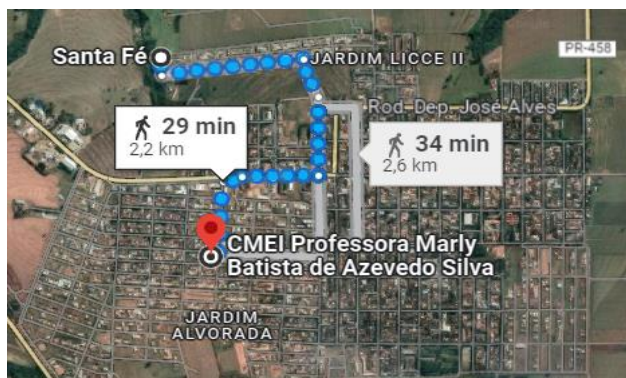 Santa Fé
JARDIM LICCE II
PR-458
Rod. Dep. José Alves
29 min
2,2 km
34 min
2,6 km
CMEI Professora Marly
Batista de Azevedo Silva
JARDIM
ALVORADA